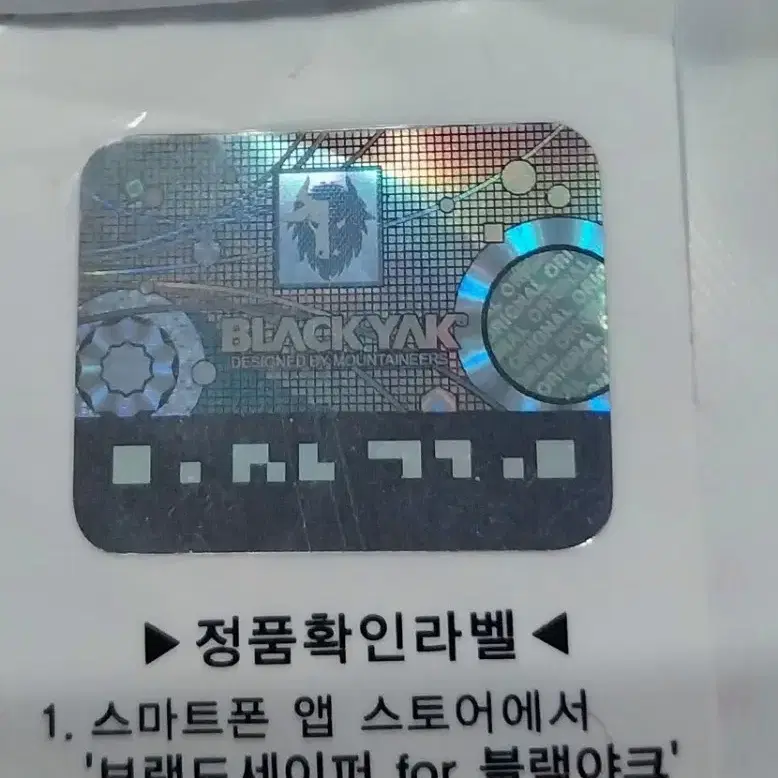 BLACKYAK
DESIGNED BY MOUNTAINEERS
ORIGINAL
▶정품확인라벨◀
1. 스마트폰 앱 스토어에서
'브랜드세이퍼 for 블랙야크'